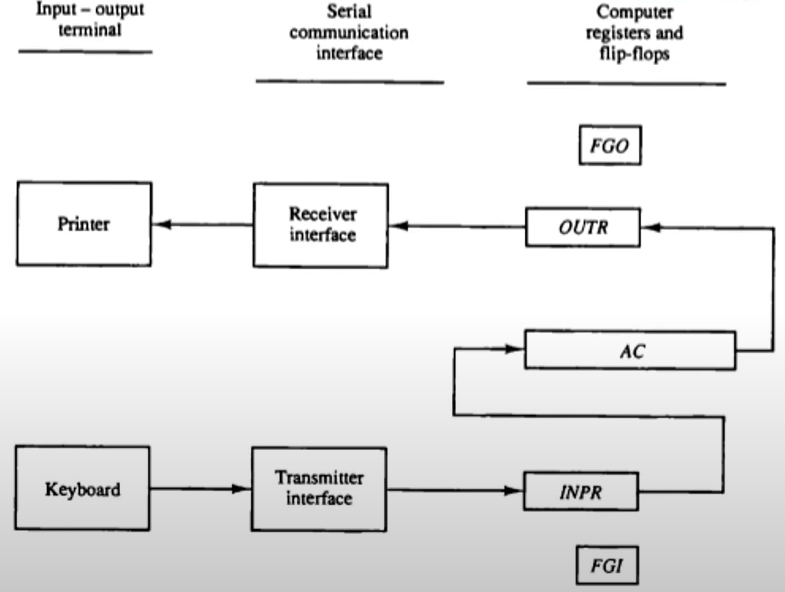 Input – output
terminal
Serial
communication
interface
Computer
registers and
flip-flops
FGO
Printer
Receiver
interface
OUTR
AC
Keyboard
Transmitter
interface
INPR
FGI